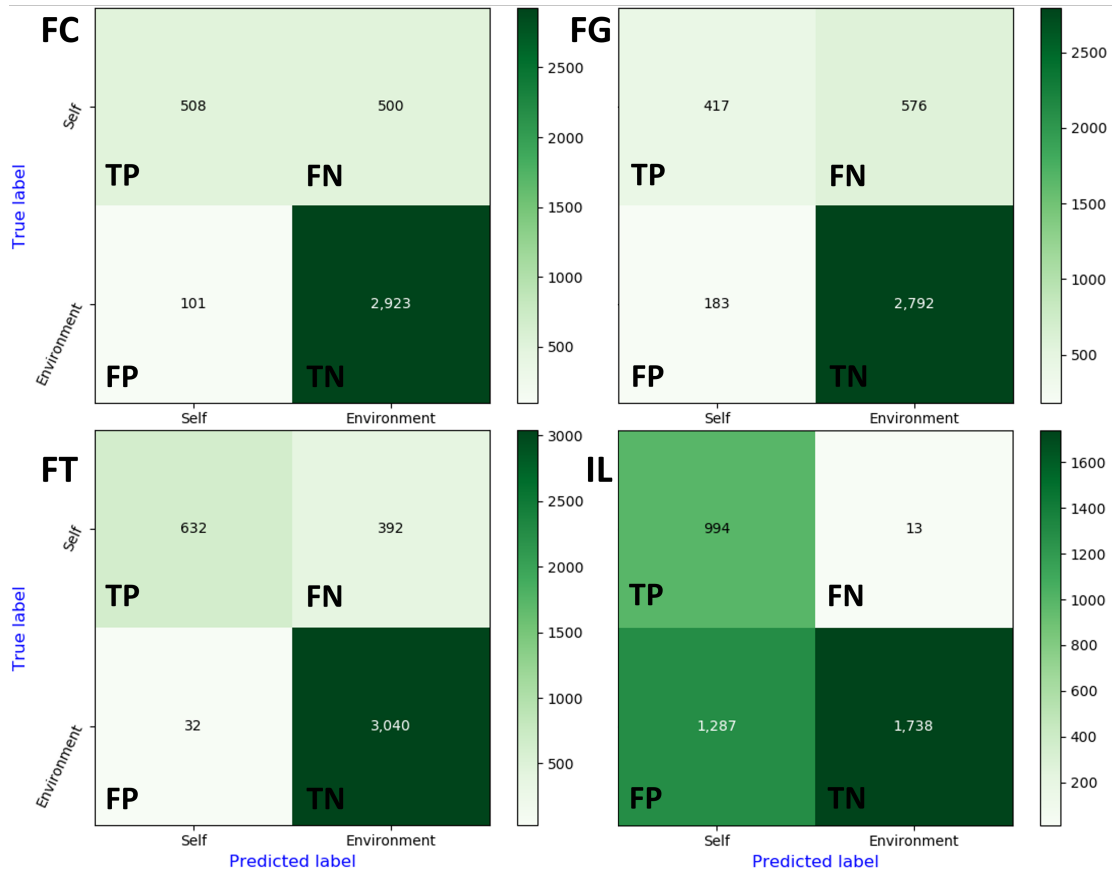 FC
FG
Self
508
500
417
576
TP
FN
TP
FN
True label
Environment
101
2,923
183
2,792
FP
TN
FP
TN
Self
Environment
Self
Environment
2500
2000
1500
1000
500
2500
2000
1500
1000
500
FT
IL
Self
632
392
994
13
TP
FN
TP
FN
True label
Environment
32
3,040
1,287
1,738
FP
TN
FP
TN
Self
Environment
Self
Environment
Predicted label
Predicted label
3000
2500
2000
1500
1000
500
1600
1400
1200
1000
800
600
400
200